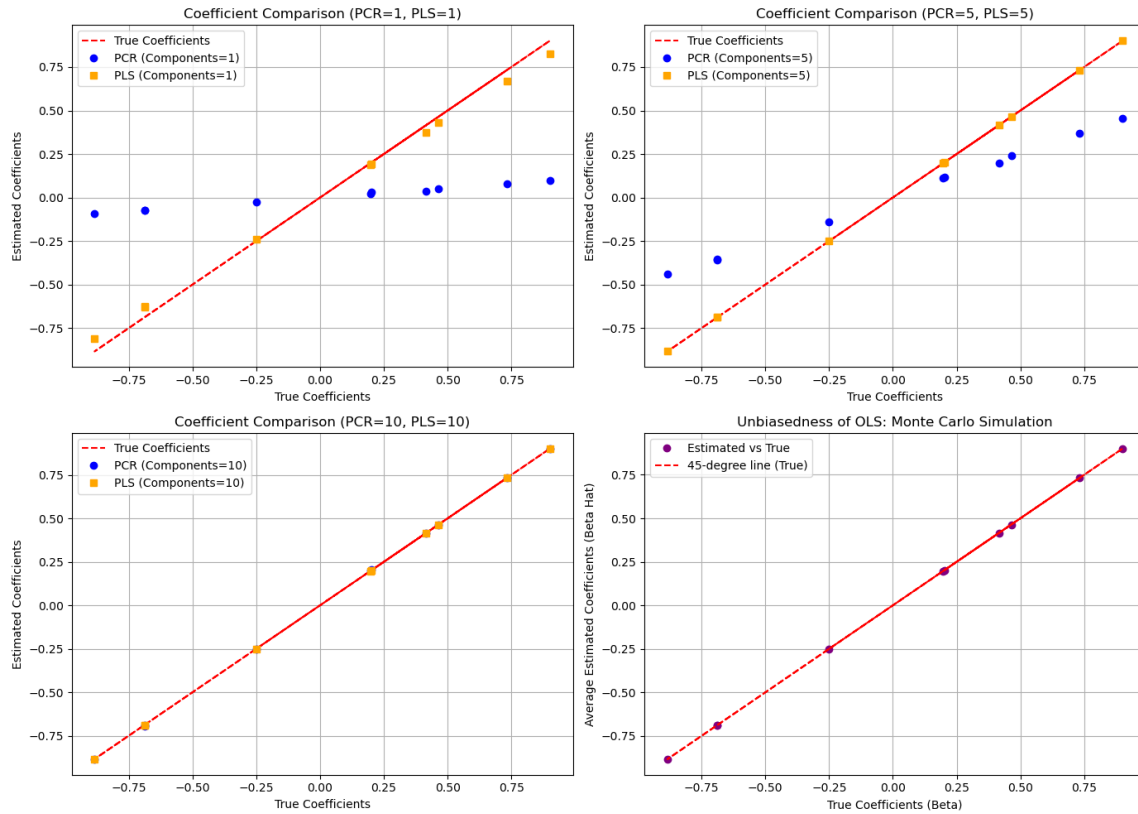 Coefficient Comparison (PCR=1, PLS=1)
True Coefficients
PCR (Components=1)
PLS (Components=1)
0.75
0.50
0.25
0.00
−0.25
−0.50
−0.75
Estimated Coefficients
−0.75 −0.50 −0.25 0.00 0.25 0.50 0.75
True Coefficients
Coefficient Comparison (PCR=5, PLS=5)
True Coefficients
PCR (Components=5)
PLS (Components=5)
0.75
0.50
0.25
0.00
−0.25
−0.50
−0.75
Estimated Coefficients
−0.75 −0.50 −0.25 0.00 0.25 0.50 0.75
True Coefficients
Coefficient Comparison (PCR=10, PLS=10)
True Coefficients
PCR (Components=10)
PLS (Components=10)
0.75
0.50
0.25
0.00
−0.25
−0.50
−0.75
Estimated Coefficients
−0.75 −0.50 −0.25 0.00 0.25 0.50 0.75
True Coefficients
Unbiasedness of OLS: Monte Carlo Simulation
Estimated vs True
45-degree line (True)
0.75
0.50
0.25
0.00
−0.25
−0.50
−0.75
Average Estimated Coefficients (Beta Hat)
−0.75 −0.50 −0.25 0.00 0.25 0.50 0.75
True Coefficients (Beta)